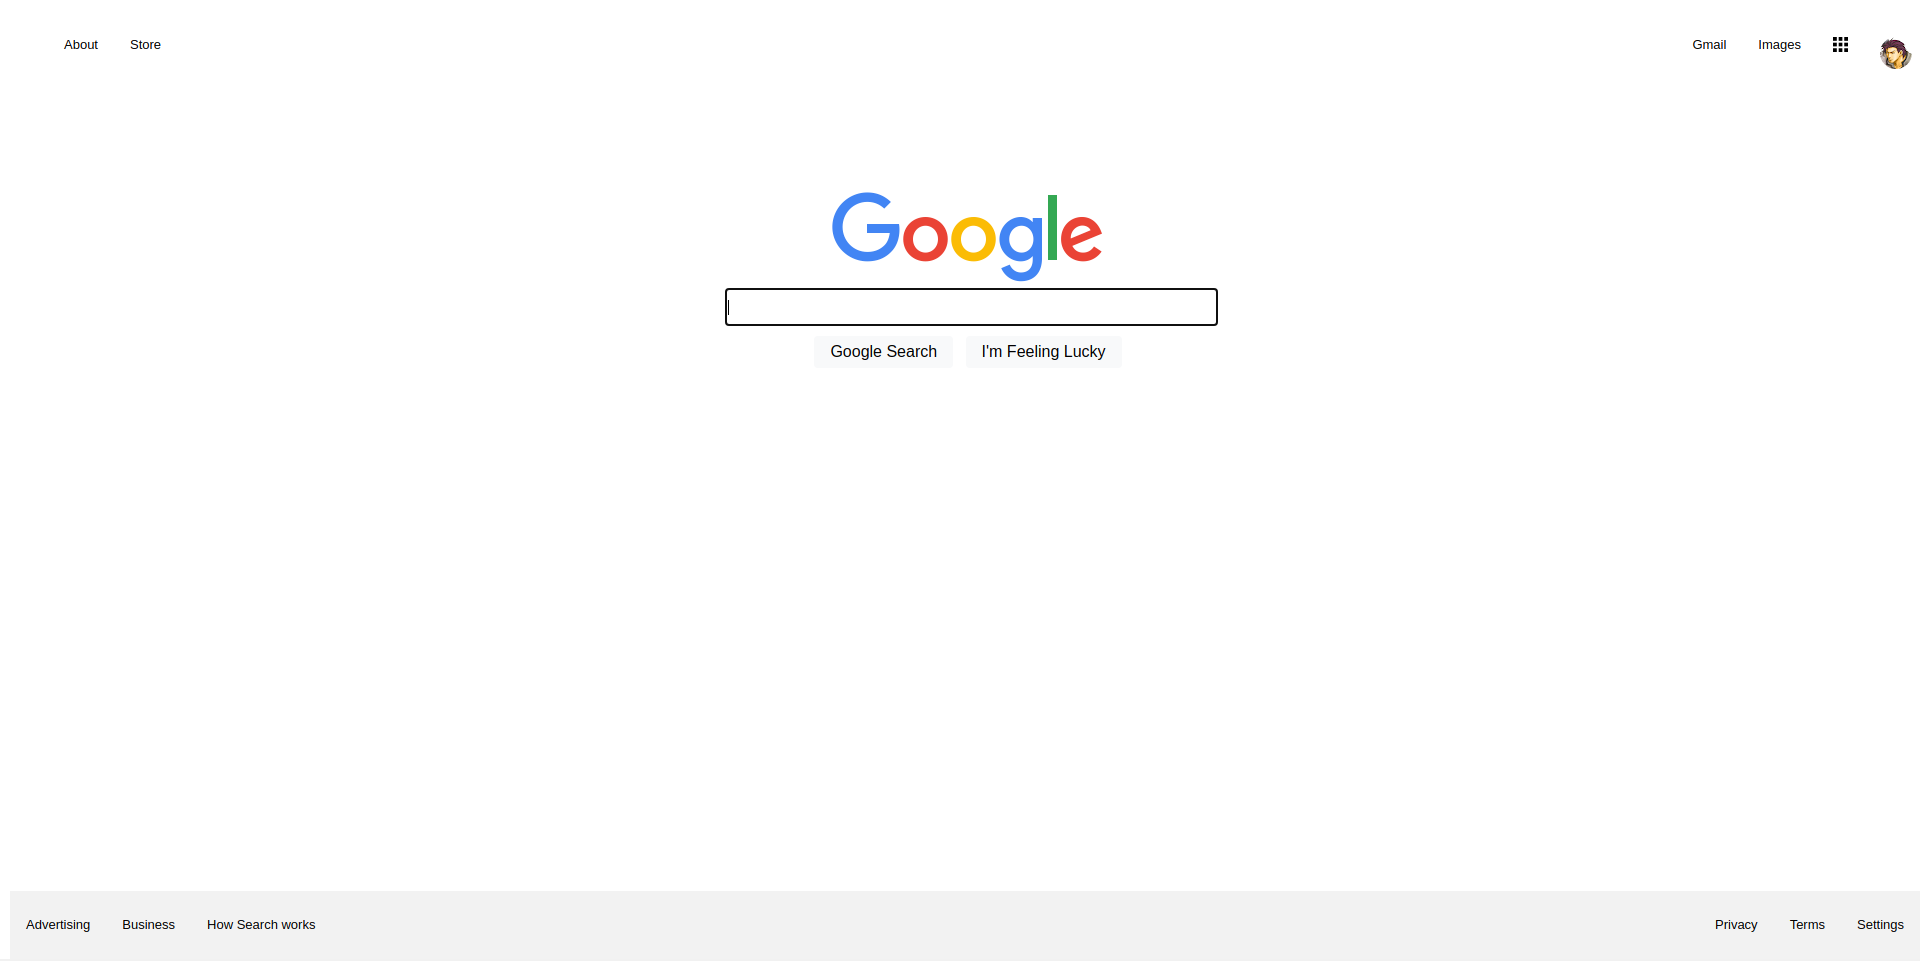 About Store Gmail Images
Google
Google Search I'm Feeling Lucky
Advertising Business How Search works Privacy Terms Settings